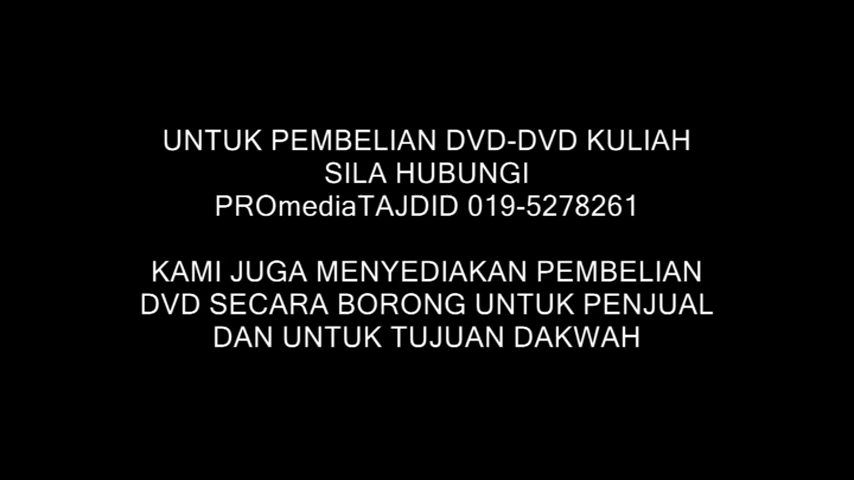 UNTUK PEMBELIAN DVD-DVD KULIAH
SILA HUBUNGI
PROmediaTAJDID 019-5278261
KAMI JUGA MENYEDIAKAN PEMBELIAN
DVD SECARA BORONG UNTUK PENJUAL
DAN UNTUK TUJUAN DAKWAH